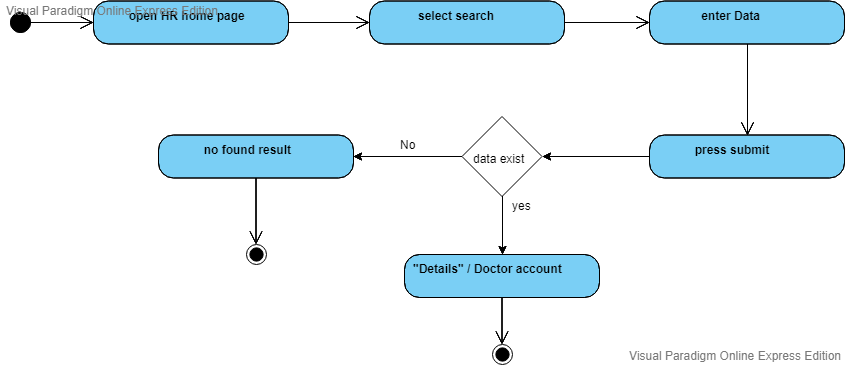 Visual Paradigm Online Express Edition
open HR home page
select search
enter Data
no found result
No
data exist
press submit
yes
"Details" / Doctor account
Visual Paradigm Online Express Edition